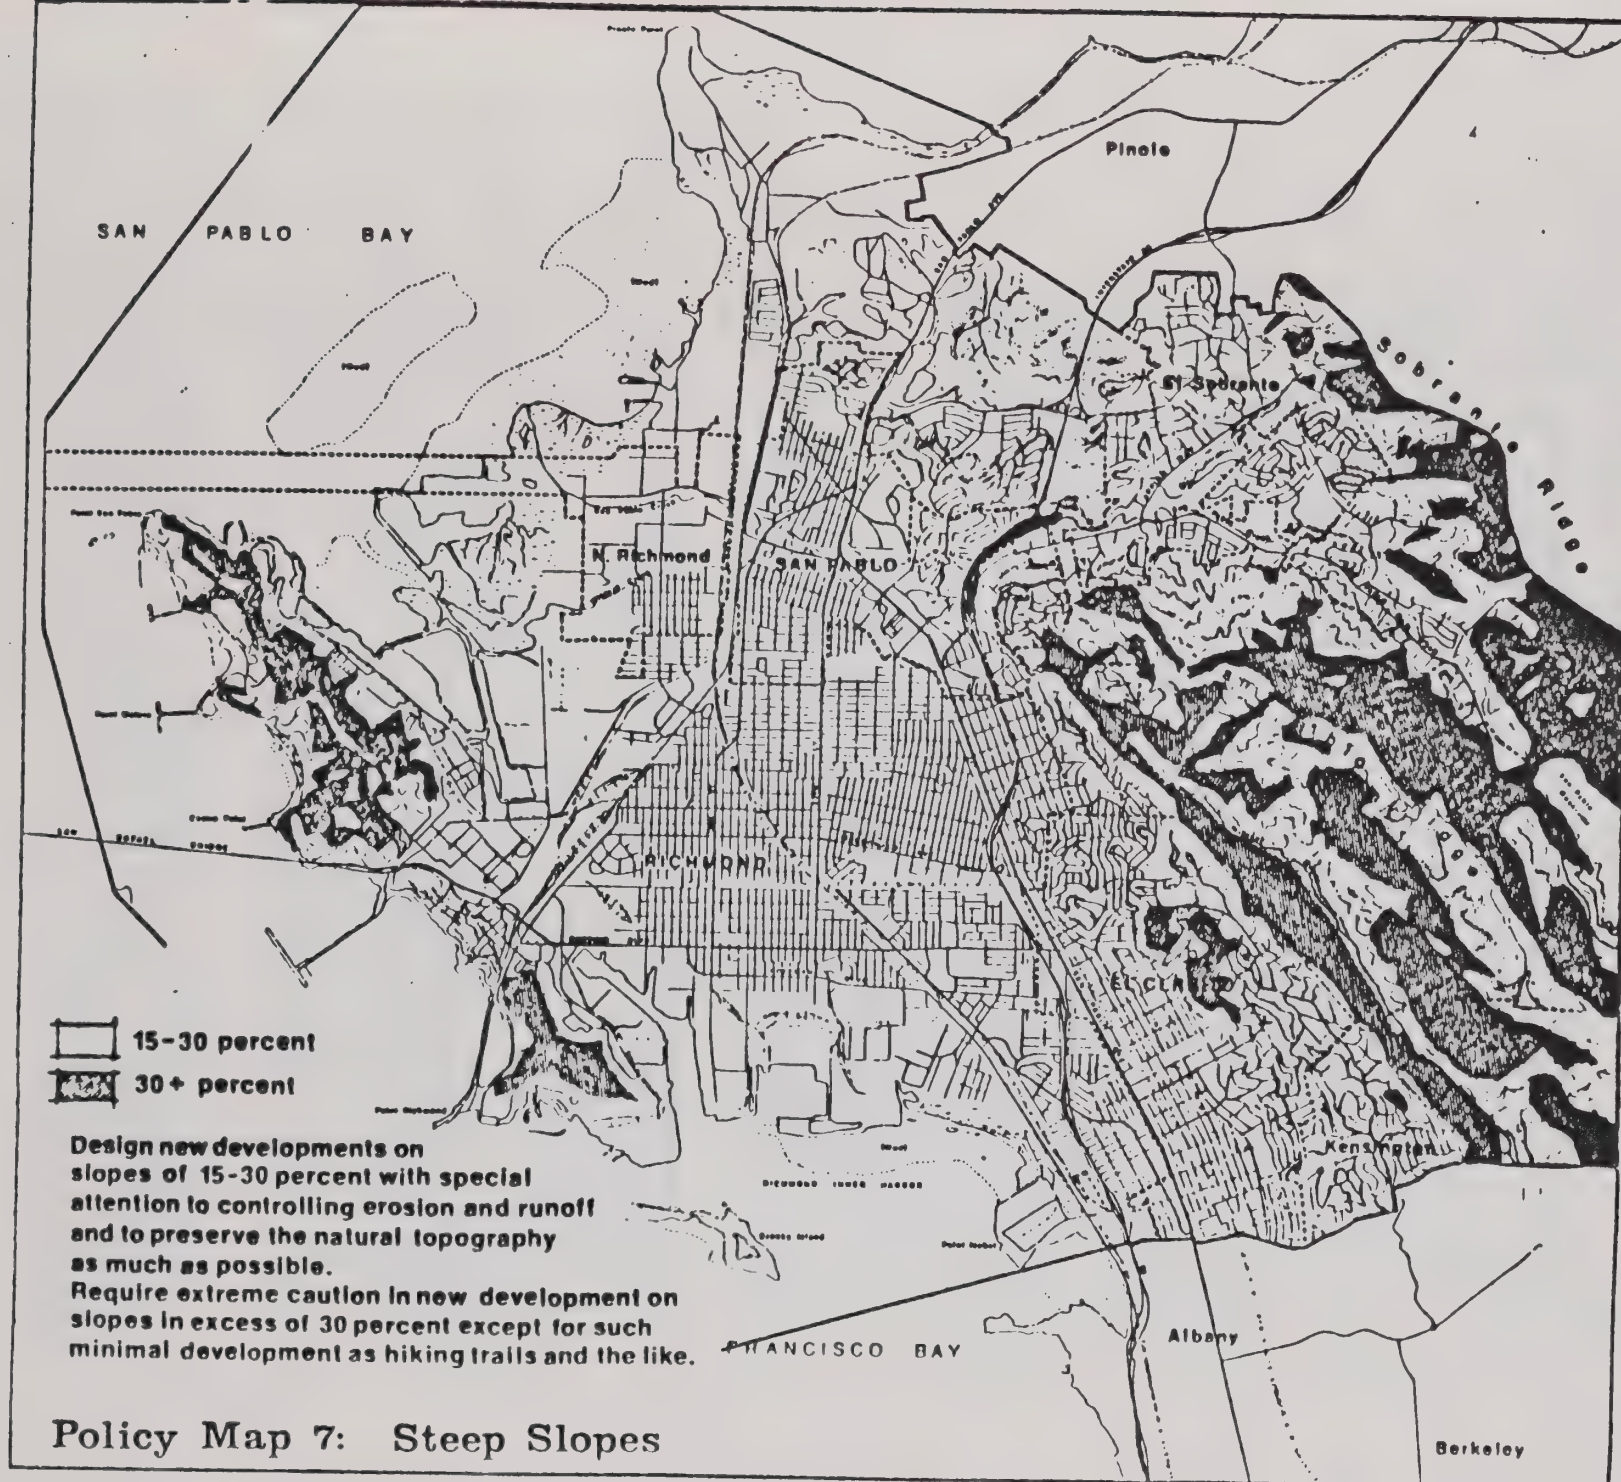 SAN PABLO BAY
Pinole
Sobrante Ridge
El Sobrante
N. Richmond
SAN PABLO
RICHMOND
EL CERRITO
15-30 percent
30+ percent
Kensington
RICHMOND INNER HARBOR
Design new developments on
slopes of 15-30 percent with special
attention to controlling erosion and runoff
and to preserve the natural topography
as much as possible.
Require extreme caution in new development on
slopes in excess of 30 percent except for such
minimal development as hiking trails and the like.
FRANCISCO BAY
Albany
Policy Map 7: Steep Slopes
Berkeley